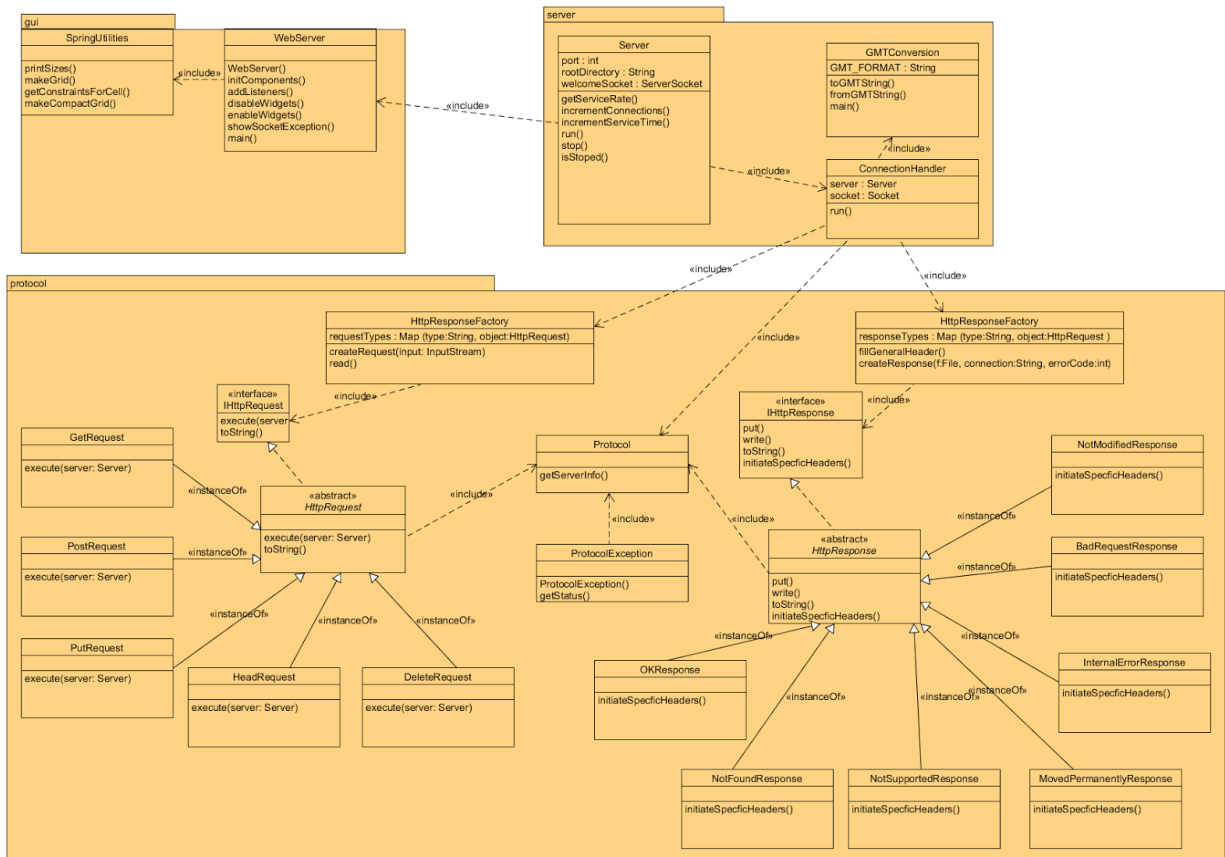 gui
SpringUtilities
printSizes()
makeGrid()
getConstraintsForCell()
makeCompactGrid()
«include»
WebServer
WebServer()
initComponents()
addListeners()
disableWidgets()
enableWidgets()
showSocketException()
main()
«include»
server
Server
port : int
rootDirectory : String
welcomeSocket : ServerSocket
getServiceRate()
incrementConnections()
incrementServiceTime()
run()
stop()
isStoped()
«include»
GMTConversion
GMT_FORMAT : String
toGMTString()
fromGMTString()
main()
«include»
ConnectionHandler
server : Server
socket : Socket
run()
«include»
«include»
«include»
protocol
HttpResponseFactory
requestTypes : Map (type:String, object:HttpRequest)
createRequest(input: InputStream)
read()
«include»
HttpResponseFactory
responseTypes : Map (type:String, object:HttpRequest )
fillGeneralHeader()
createResponse(f:File, connection:String, errorCode:int)
«include»
«interface»
IHttpRequest
execute(server
toString()
«interface»
IHttpResponse
put()
write()
toString()
initiateSpecficHeaders()
GetRequest
execute(server: Server)
«instanceOf»
Protocol
getServerInfo()
NotModifiedResponse
initiateSpecficHeaders()
«instanceOf»
«abstract»
HttpRequest
execute(server: Server)
toString()
«include»
«include»
«include»
PostRequest
execute(server: Server)
«instanceOf»
ProtocolException
ProtocolException()
getStatus()
«abstract»
HttpResponse
put()
write()
toString()
initiateSpecficHeaders()
BadRequestResponse
initiateSpecficHeaders()
«instanceOf»
PutRequest
execute(server: Server)
«instanceOf»
«instanceOf»
«instanceOf»
HeadRequest
execute(server: Server)
DeleteRequest
execute(server: Server)
OKResponse
initiateSpecficHeaders()
«instanceOf»
InternalErrorResponse
initiateSpecficHeaders()
«instanceOf»
«instanceOf»
«instanceOf»
«instanceOf»
NotFoundResponse
initiateSpecficHeaders()
NotSupportedResponse
initiateSpecficHeaders()
MovedPermanentlyResponse
initiateSpecficHeaders()